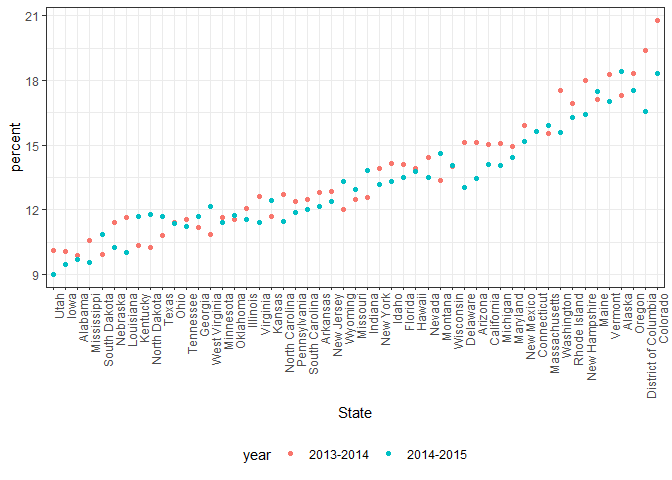 21
18
15
12
9
percent
Utah
Iowa
Alabama
Mississippi
South Dakota
Nebraska
Louisiana
Kentucky
North Dakota
Texas
Ohio
Tennessee
Georgia
West Virginia
Minnesota
Oklahoma
Illinois
Virginia
Kansas
North Carolina
Pennsylvania
South Carolina
Arkansas
New Jersey
Wyoming
Missouri
Indiana
New York
Idaho
Florida
Hawaii
Nevada
Montana
Wisconsin
Delaware
Arizona
California
Michigan
Maryland
New Mexico
Connecticut
Massachusetts
Washington
Rhode Island
New Hampshire
Maine
Vermont
Alaska
Oregon
District of Columbia
Colorado
State
year 2013-2014 2014-2015